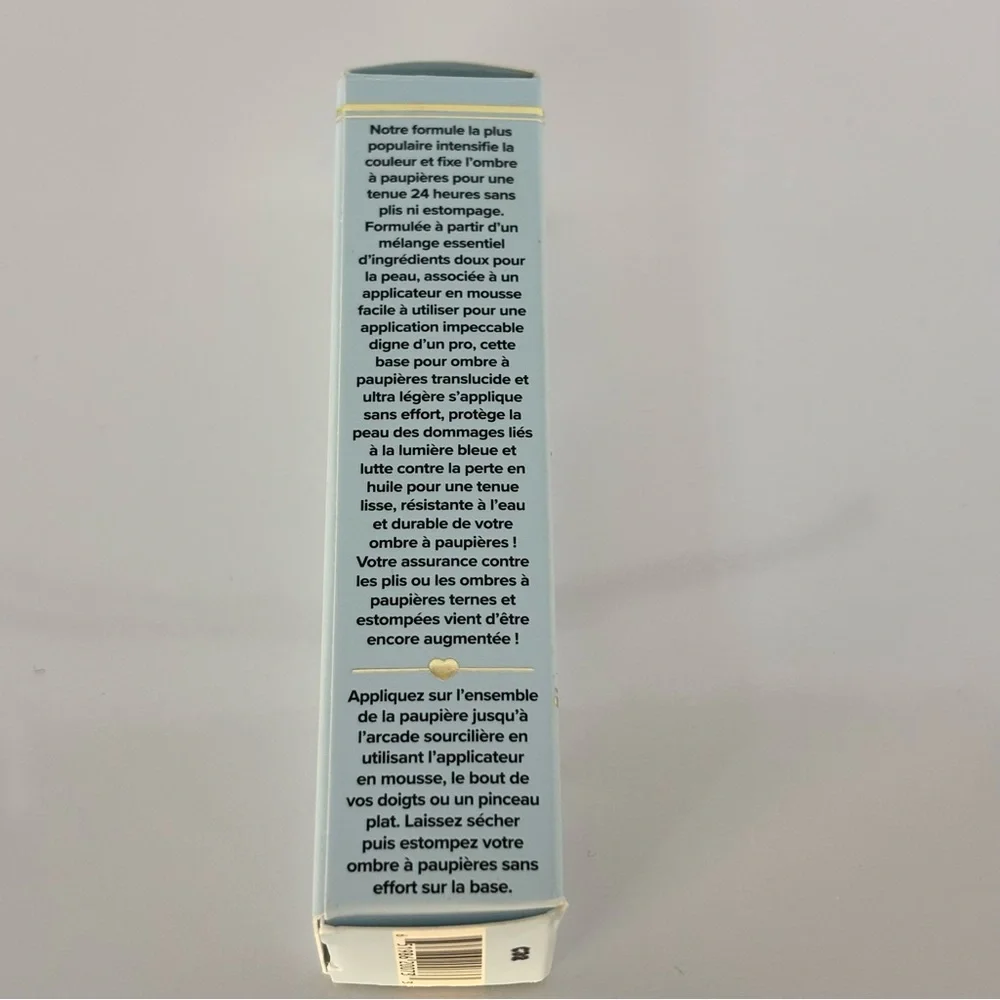 Notre formule la plus
populaire intensifie la
couleur et fixe l'ombre
à paupières pour une
tenue 24 heures sans
plis ni estompage.
Formulée à partir d'un
mélange essentiel
d'ingrédients doux pour
la peau, associée à un
applicateur en mousse
facile à utiliser pour une
application impeccable
digne d'un pro, cette
base pour ombre à
paupières translucide et
ultra légère s'applique
sans effort, protège la
peau des dommages liés
à la lumière bleue et
lutte contre la perte en
huile pour une tenue
lisse, résistante à l'eau
et durable de votre
ombre à paupières !
Votre assurance contre
les plis ou les ombres à
paupières ternes et
estompées vient d'être
encore augmentée !
Appliquez sur l'ensemble
de la paupière jusqu'à
l'arcade sourcilière en
utilisant l'applicateur
en mousse, le bout de
vos doigts ou un pinceau
plat. Laissez sécher
puis estompez votre
ombre à paupières sans
effort sur la base.